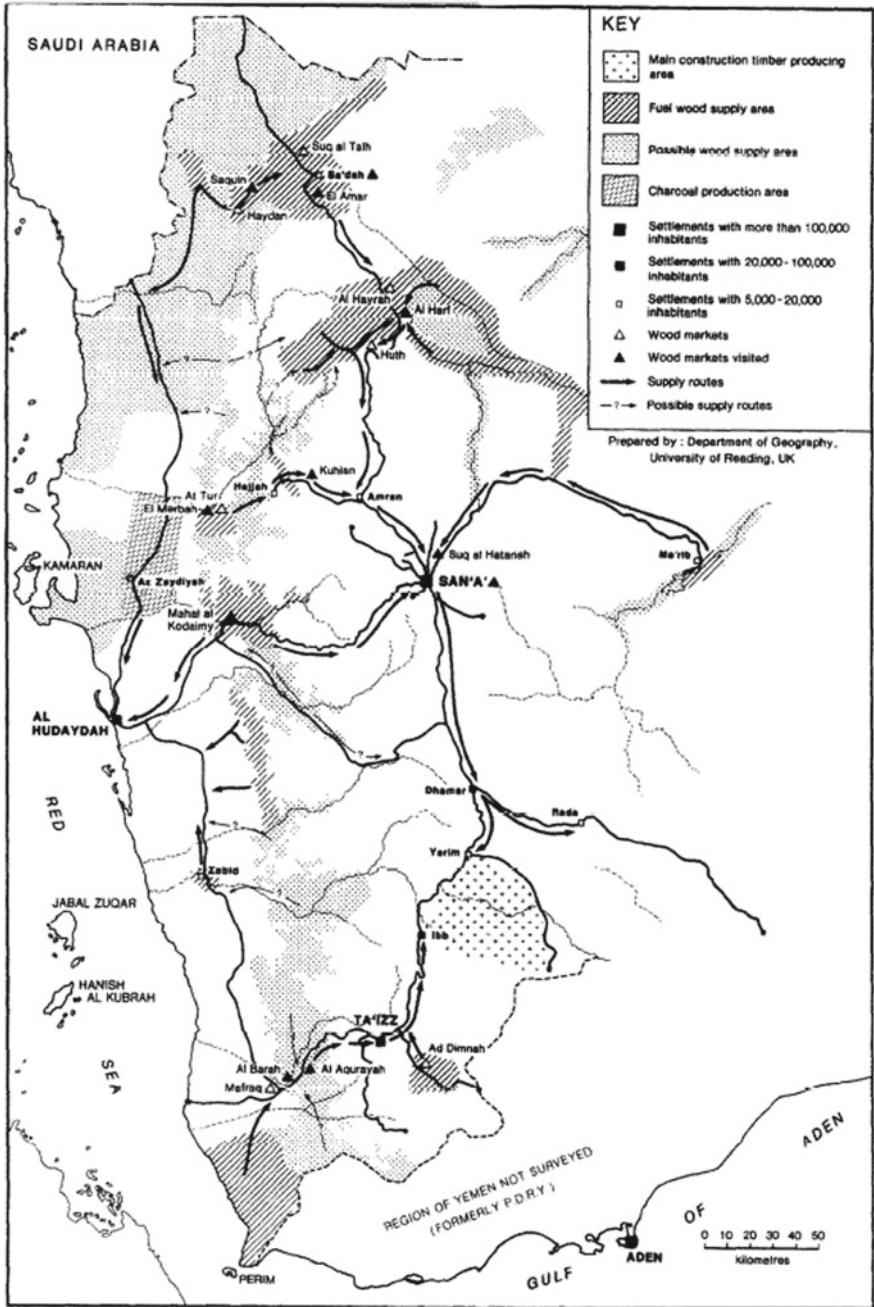 SAUDI ARABIA
KEY
Main construction timber producing
area
Fuel wood supply area
Possible wood supply area
Charcoal production area
Settlements with more than 100,000
inhabitants
Settlements with 20,000-100,000
inhabitants
Settlements with 5,000-20,000
inhabitants
Wood markets
Wood markets visited
Supply routes
?
Possible supply routes
Prepared by : Department of Geography,
University of Reading, UK
Suq al Talh
Saquin
Sa'dah
El Amar
Haydan
Al Hayrah
Al Harf
Huth
?
?
?
Kuhlan
Hajjah
At Tur
El Merbah
Amran
KAMARAN
Az Zaydiyah
Suq al Hatarish
Ma'rib
SAN'A'
Mahal al
Kodaimy
AL
HUDAYDAH
?
Dhamar
Rada
RED
?
Yarim
Zabid
?
JABAL ZUQAR
Ibb
HANISH
AL KUBRAH
TA'IZZ
SEA
Ad Dimnah
Al Barah
Al Aqurayah
Mafraq
REGION OF YEMEN NOT SURVEYED
(FORMERLY P.D.R.Y.)
PERIM
GULF
OF
ADEN
ADEN
0 10 20 30 40 50
kilometres